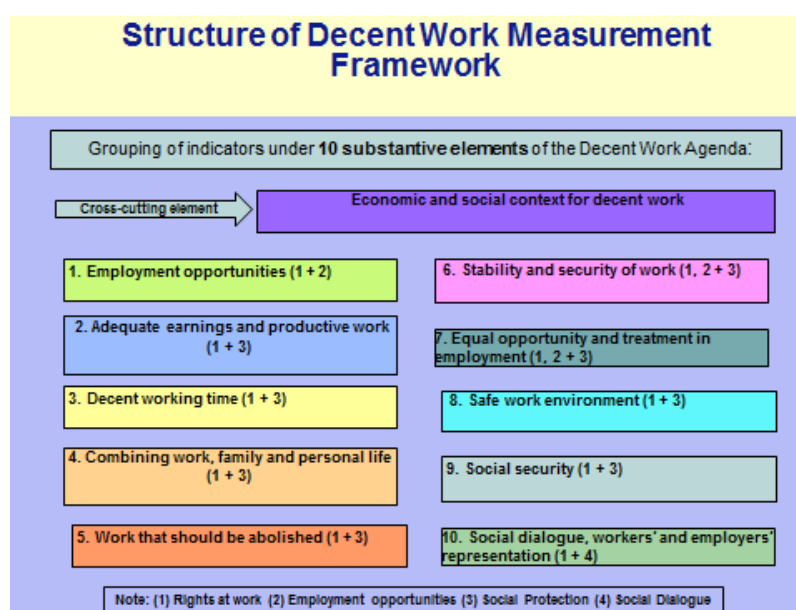 Structure of Decent Work Measurement
Framework
Grouping of indicators under 10 substantive elements of the Decent Work Agenda:
Cross-cutting element
Economic and social context for decent work
1. Employment opportunities (1 + 2)
2. Adequate earnings and productive work
(1 + 3)
3. Decent working time (1 + 3)
4. Combining work, family and personal life
(1 + 3)
5. Work that should be abolished (1 + 3)
6. Stability and security of work (1, 2 + 3)
7. Equal opportunity and treatment in
employment (1, 2 + 3)
8. Safe work environment (1 + 3)
9. Social security (1 + 3)
10. Social dialogue, workers' and employers'
representation (1 + 4)
Note: (1) Rights at work (2) Employment opportunities (3) Social Protection (4) Social Dialogue